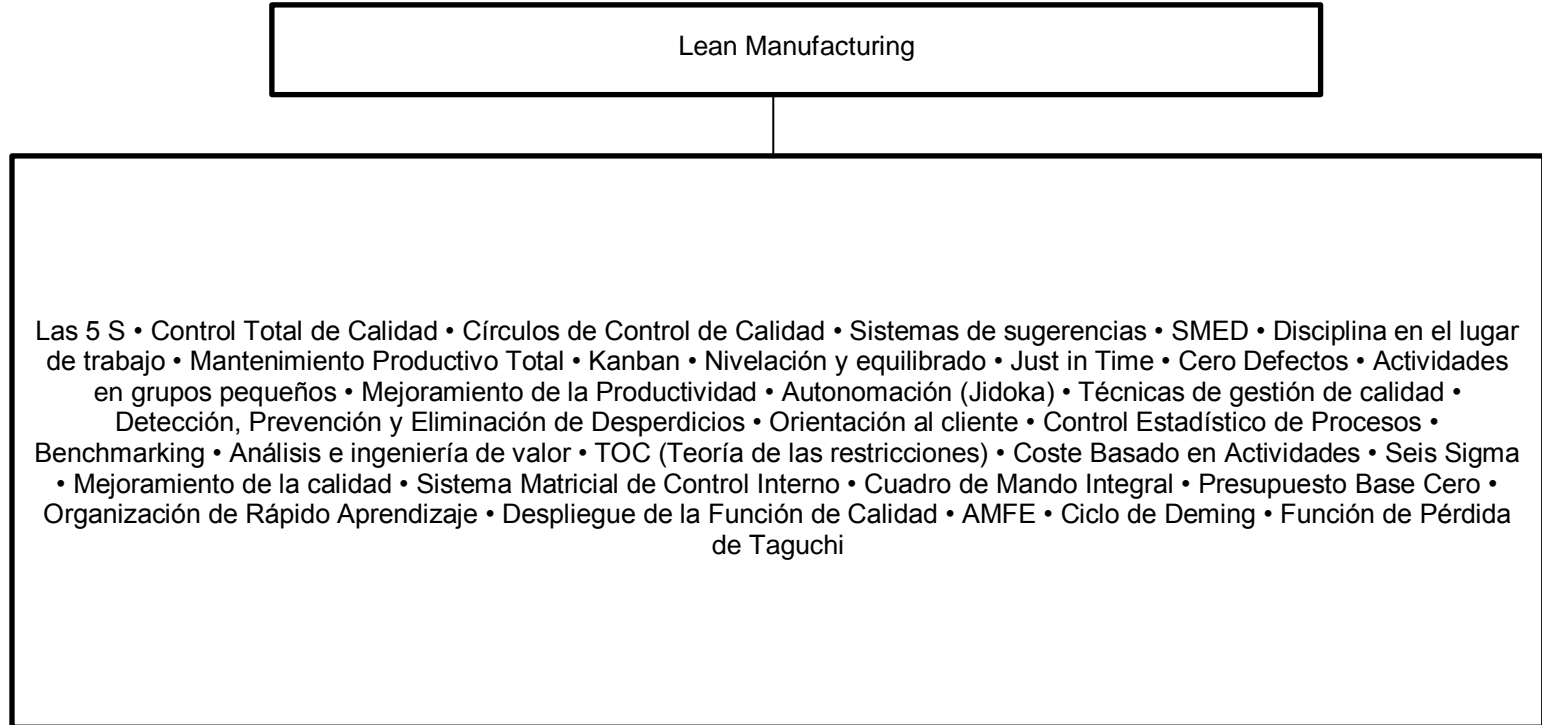 Lean Manufacturing
Las 5 S • Control Total de Calidad • Círculos de Control de Calidad • Sistemas de sugerencias • SMED • Disciplina en el lugar
de trabajo • Mantenimiento Productivo Total • Kanban • Nivelación y equilibrado • Just in Time • Cero Defectos • Actividades
en grupos pequeños • Mejoramiento de la Productividad • Autonomación (Jidoka) • Técnicas de gestión de calidad •
Detección, Prevención y Eliminación de Desperdicios • Orientación al cliente • Control Estadístico de Procesos •
Benchmarking • Análisis e ingeniería de valor • TOC (Teoría de las restricciones) • Coste Basado en Actividades • Seis Sigma
• Mejoramiento de la calidad • Sistema Matricial de Control Interno • Cuadro de Mando Integral • Presupuesto Base Cero •
Organización de Rápido Aprendizaje • Despliegue de la Función de Calidad • AMFE • Ciclo de Deming • Función de Pérdida
de Taguchi